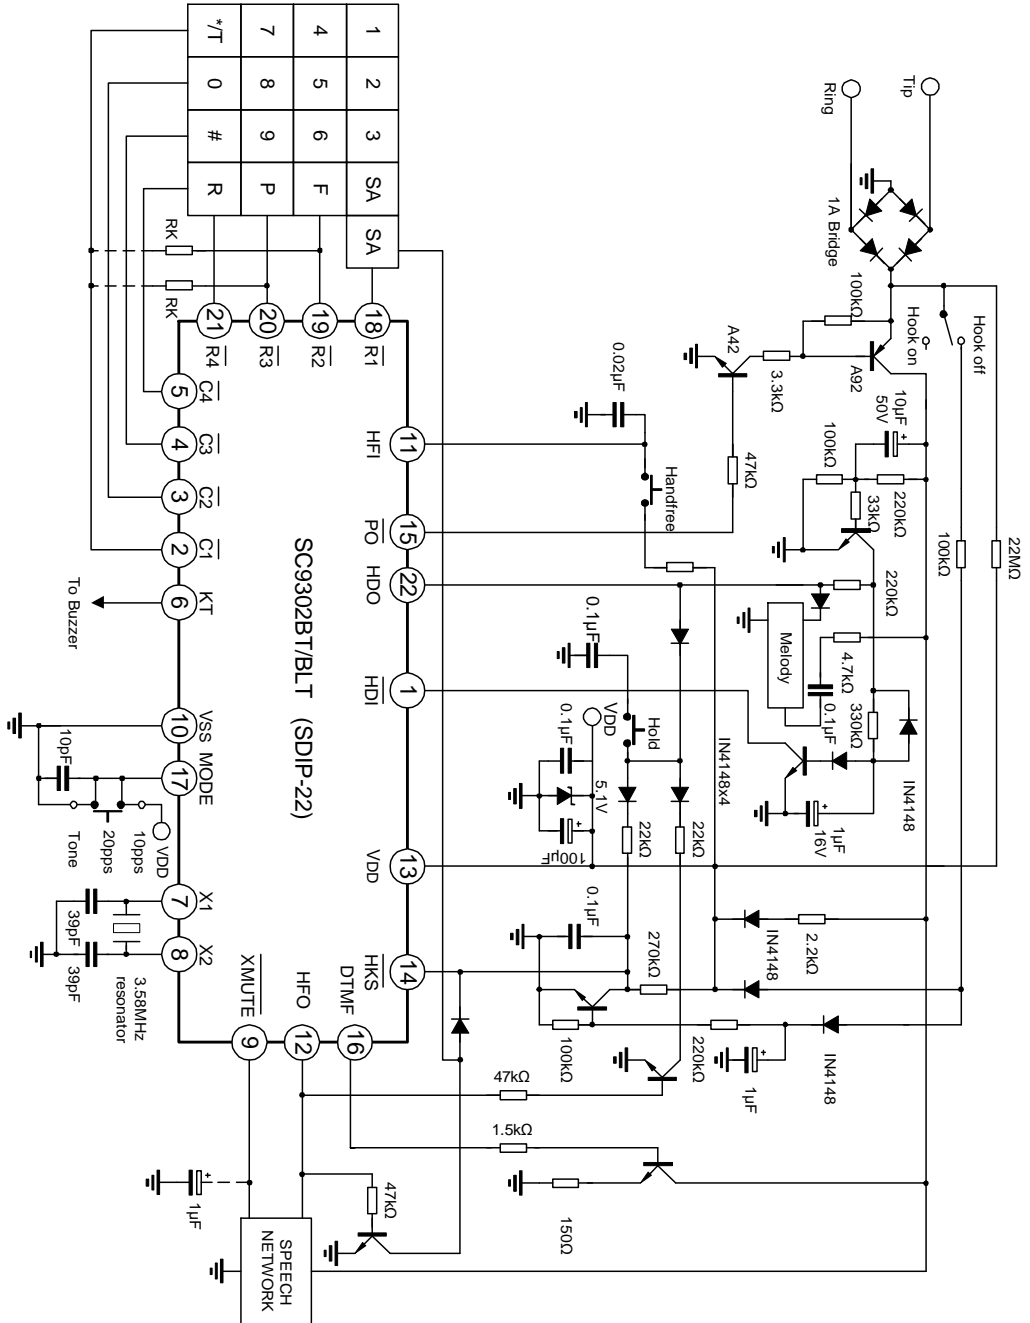 1 2 3 SA SA
4 5 6 F
7 8 9 P
*/T 0 # R
Tip
Ring
1A Bridge
Hook off
Hook on
22MΩ
100kΩ
100kΩ
A92
A42
3.3kΩ
47kΩ
10µF
50V
+
100kΩ
220kΩ
33kΩ
220kΩ
Melody
4.7kΩ
0.1µF
330kΩ
IN4148
1µF
16V
+
0.02µF
Handfree
0.1µF
Hold
VDD
0.1µF
5.1V
100µF
+
IN4148x4
22kΩ
22kΩ
0.1µF
270kΩ
IN4148
2.2kΩ
100kΩ
220kΩ
1µF
+
IN4148
RK
RK
18 R1
19 R2
20 R3
21 R4
5 C4
4 C3
3 C2
2 C1
6 KT
To Buzzer
11 HFI
15 PO
22 HDO
1 HDI
13 VDD
14 HKS
SC9302BT/BLT (SDIP-22)
10 VSS
17 MODE
10pF
Tone
20pps
10pps
VDD
7 X1
8 X2
39pF
39pF
3.58MHz
resonator
9 XMUTE
12 HFO
16 DTMF
47kΩ
1.5kΩ
150Ω
47kΩ
1µF
+
SPEECH
NETWORK